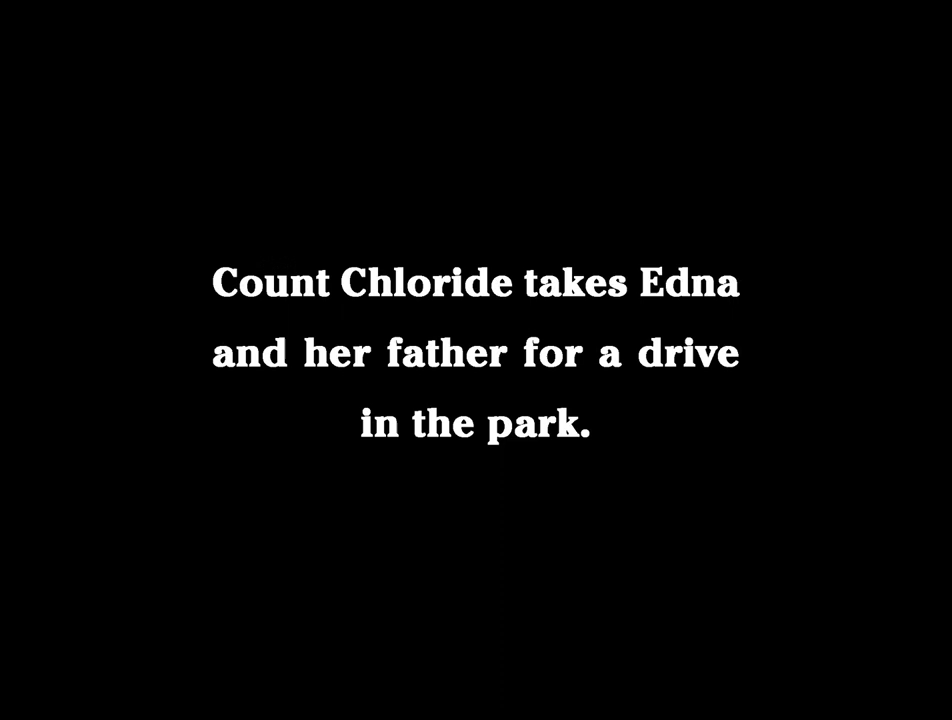 Count Chloride takes Edna
and her father for a drive
in the park.